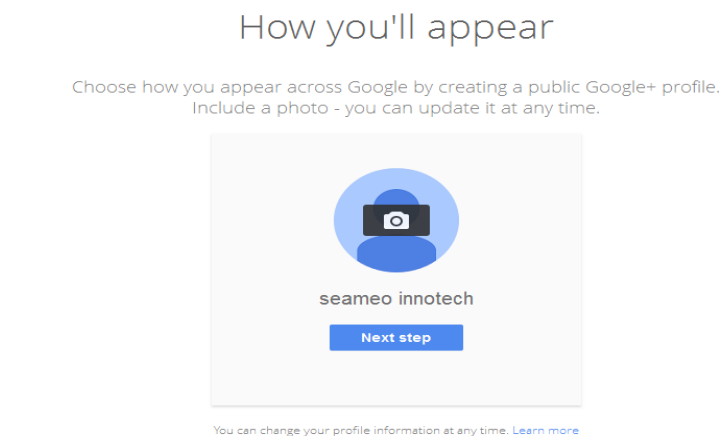 How you'll appear
Choose how you appear across Google by creating a public Google+ profile.
Include a photo - you can update it at any time.
seameo innotech
Next step
You can change your profile information at any time. Learn more